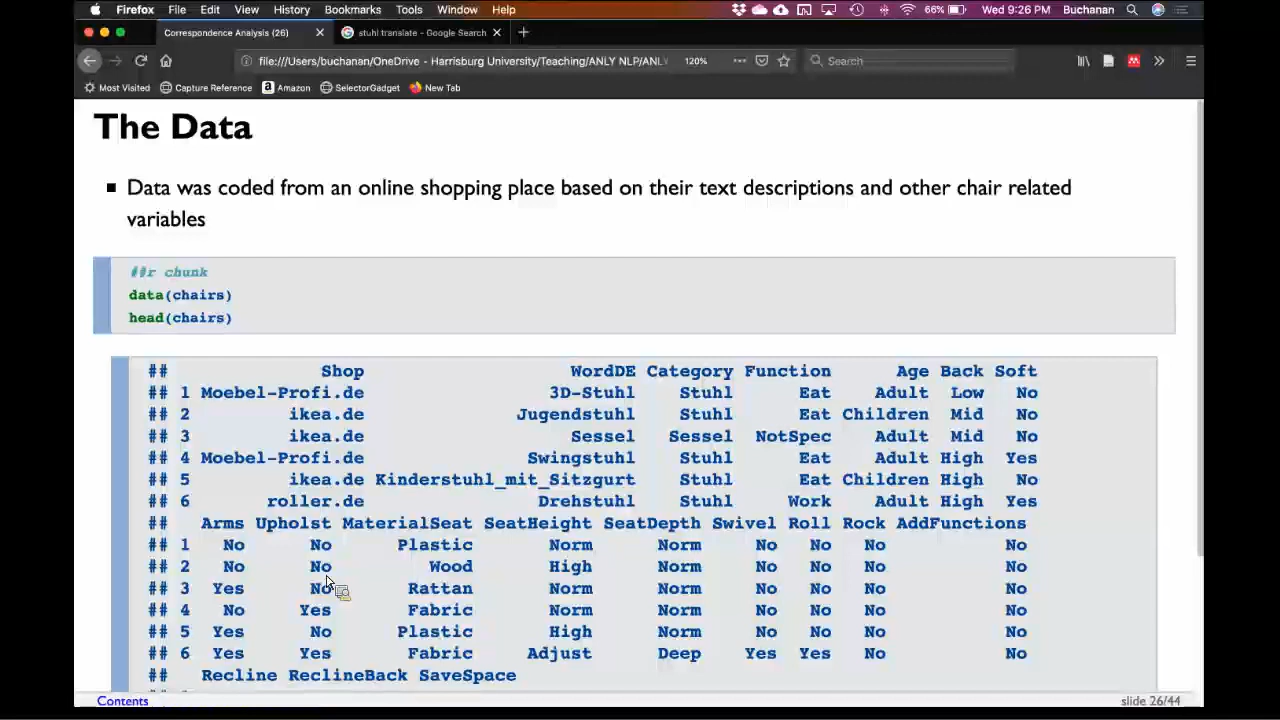 Firefox File Edit View History Bookmarks Tools Window Help 66% Wed 9:26 PM Buchanan
Correspondence Analysis (26) stuhl translate - Google Search
file:///Users/buchanan/OneDrive - Harrisburg University/Teaching/ANLY NLP/ANL 120% Search
Most Visited Capture Reference Amazon SelectorGadget New Tab
The Data
Data was coded from an online shopping place based on their text descriptions and other chair related
variables
##r chunk
data(chairs)
head(chairs)
## Shop WordDE Category Function Age Back Soft
## 1 Moebel-Profi.de 3D-Stuhl Stuhl Eat Adult Low No
## 2 ikea.de Jugendstuhl Stuhl Eat Children Mid No
## 3 ikea.de Sessel Sessel NotSpec Adult Mid No
## 4 Moebel-Profi.de Swingstuhl Stuhl Eat Adult High Yes
## 5 ikea.de Kinderstuhl_mit_Sitzgurt Stuhl Eat Children High No
## 6 roller.de Drehstuhl Stuhl Work Adult High Yes
## Arms Upholst MaterialSeat SeatHeight SeatDepth Swivel Roll Rock AddFunctions
## 1 No No Plastic Norm Norm No No No No
## 2 No No Wood High Norm No No No No
## 3 Yes No Rattan Norm Norm No No No No
## 4 No Yes Fabric Norm Norm No No No No
## 5 Yes No Plastic High Norm No No No No
## 6 Yes Yes Fabric Adjust Deep Yes Yes No No
## Recline ReclineBack SaveSpace
Contents slide 26/44